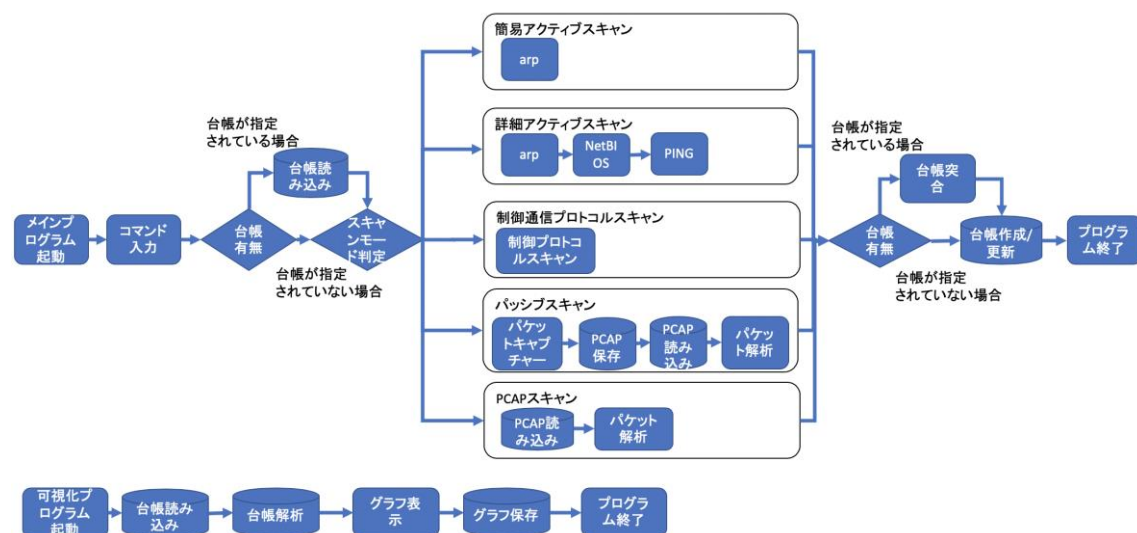 簡易アクティブスキャン
arp
詳細アクティブスキャン
arp
NetBI
OS
PING
制御通信プロトコルスキャン
制御プロトコ
ルスキャン
パッシブスキャン
パケッ
トキャプ
チャー
PCAP
保存
PCAP
読み
込み
パケッ
ト解析
PCAPスキャン
PCAP読
み込み
パケット
解析
メインプ
ログラム
起動
コマンド
入力
台帳
有無
台帳が指定
されている場合
台帳読
み込み
台帳が指定
されていない場合
スキャ
ンモー
ド判定
台帳
有無
台帳が指定
されている場合
台帳突
合
台帳が指定
されていない場合
台帳作成/
更新
プログラ
ム終了
可視化プ
ログラム
起動
台帳読み
込み
台帳解析
グラフ表
示
グラフ保存
プログラ
ム終了